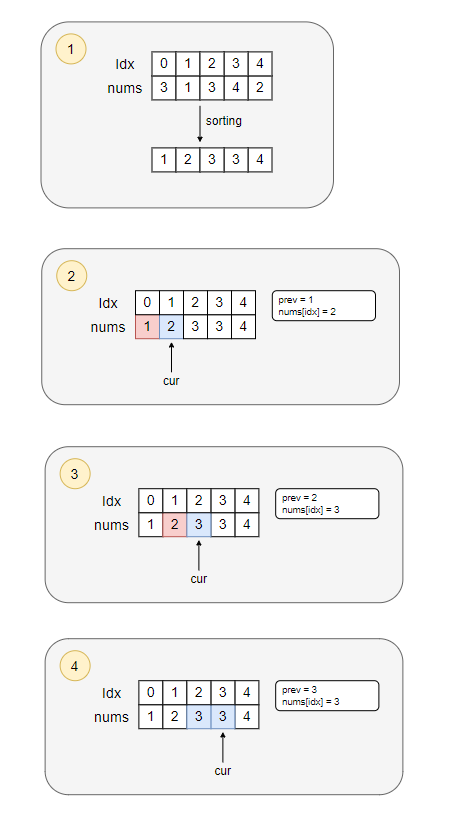 1
Idx 0 1 2 3 4
nums 3 1 3 4 2
sorting
1 2 3 3 4
2
Idx 0 1 2 3 4
nums 1 2 3 3 4
prev = 1
nums[idx] = 2
cur
3
Idx 0 1 2 3 4
nums 1 2 3 3 4
prev = 2
nums[idx] = 3
cur
4
Idx 0 1 2 3 4
nums 1 2 3 3 4
prev = 3
nums[idx] = 3
cur